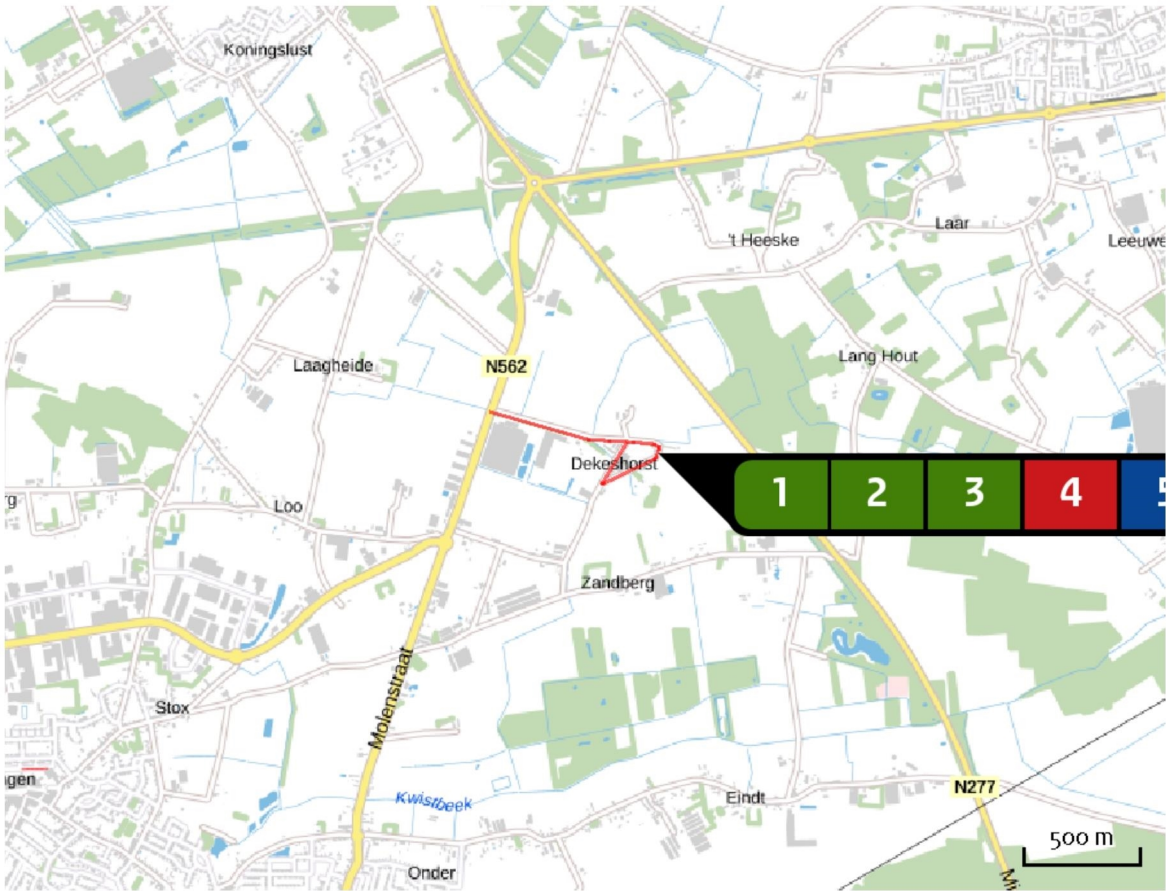 Koningslust
't Heeske
Laar
Leeuwe
N562
Laagheide
Lang Hout
Dekeshorst
1 2 3 4 5
rg
Loo
Zandberg
Molenstraat
Stox
gen
Kwistbeek
Eindt
N277
500 m
Onder